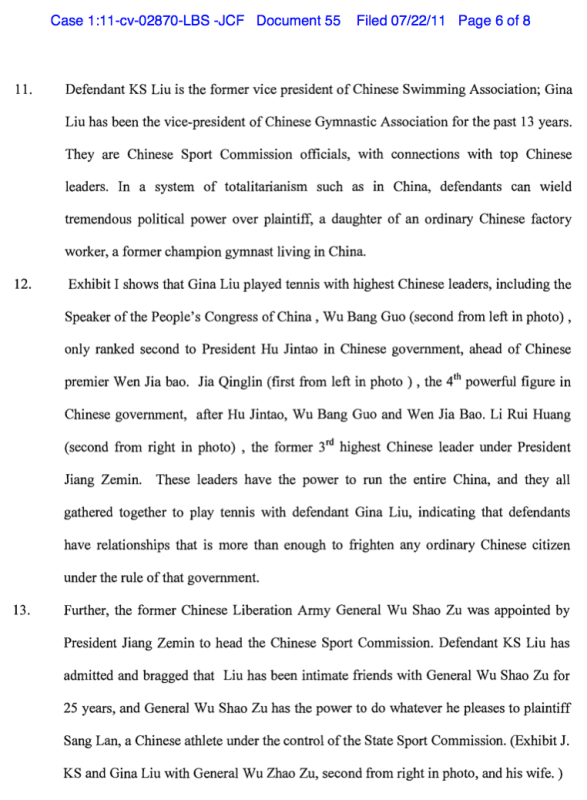 Case 1:11-cv-02870-LBS -JCF Document 55 Filed 07/22/11 Page 6 of 8
11. Defendant KS Liu is the former vice president of Chinese Swimming Association; Gina
Liu has been the vice-president of Chinese Gymnastic Association for the past 13 years.
They are Chinese Sport Commission officials, with connections with top Chinese
leaders. In a system of totalitarianism such as in China, defendants can wield
tremendous political power over plaintiff, a daughter of an ordinary Chinese factory
worker, a former champion gymnast living in China.
12. Exhibit I shows that Gina Liu played tennis with highest Chinese leaders, including the
Speaker of the People's Congress of China , Wu Bang Guo (second from left in photo) ,
only ranked second to President Hu Jintao in Chinese government, ahead of Chinese
premier Wen Jia bao. Jia Qinglin (first from left in photo ) , the 4th powerful figure in
Chinese government, after Hu Jintao, Wu Bang Guo and Wen Jia Bao. Li Rui Huang
(second from right in photo) , the former 3rd highest Chinese leader under President
Jiang Zemin. These leaders have the power to run the entire China, and they all
gathered together to play tennis with defendant Gina Liu, indicating that defendants
have relationships that is more than enough to frighten any ordinary Chinese citizen
under the rule of that government.
13. Further, the former Chinese Liberation Army General Wu Shao Zu was appointed by
President Jiang Zemin to head the Chinese Sport Commission. Defendant KS Liu has
admitted and bragged that Liu has been intimate friends with General Wu Shao Zu for
25 years, and General Wu Shao Zu has the power to do whatever he pleases to plaintiff
Sang Lan, a Chinese athlete under the control of the State Sport Commission. (Exhibit J.
KS and Gina Liu with General Wu Zhao Zu, second from right in photo, and his wife. )